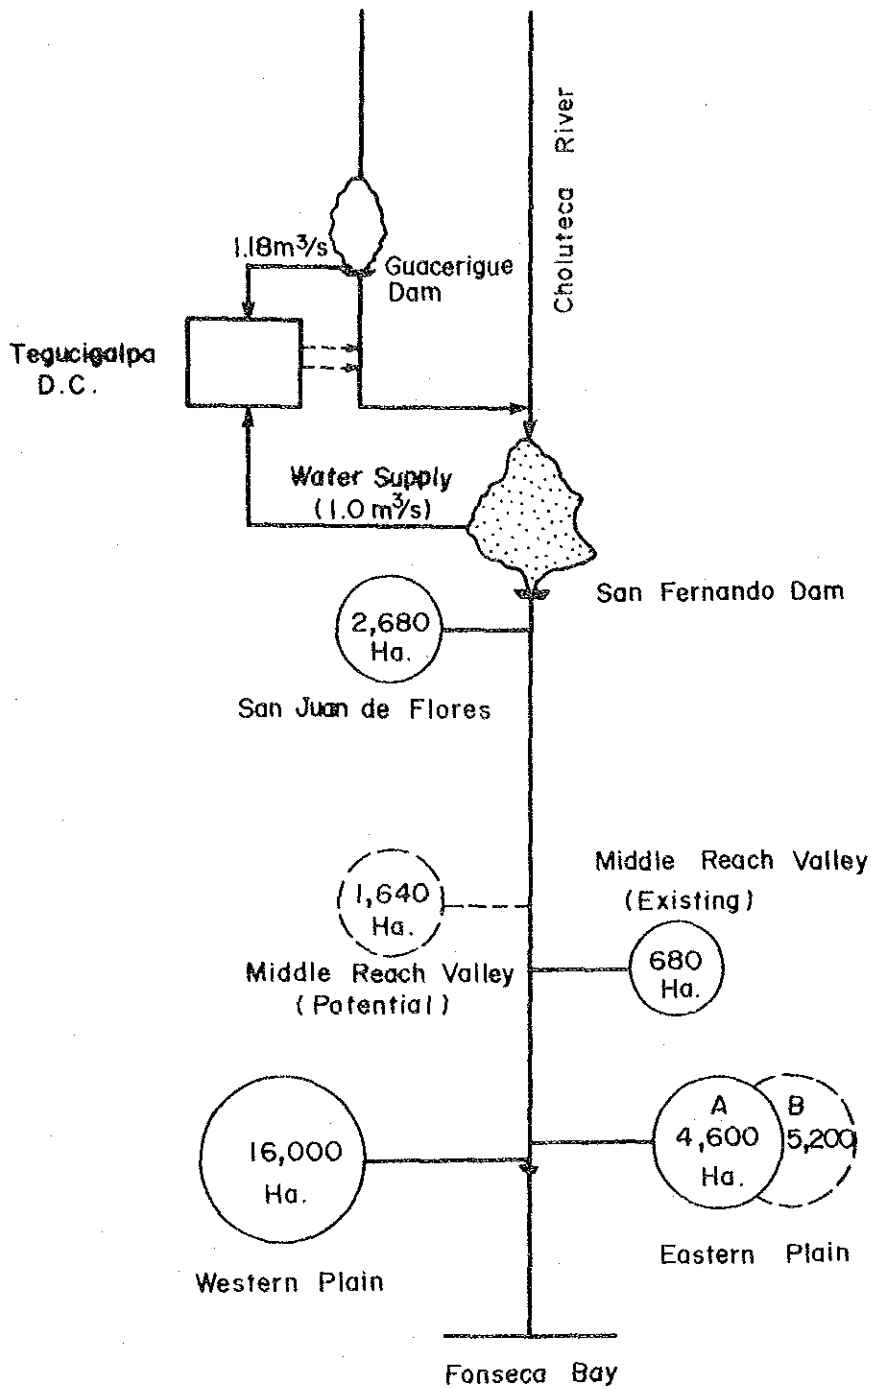 Choluteca River
1.18m³/s
Guacerigue
Dam
Tegucigalpa
D.C.
Water Supply
(1.0 m³/s)
San Fernando Dam
2,680
Ha.
San Juan de Flores
Middle Reach Valley
(Existing)
1,640
Ha.
680
Ha.
Middle Reach Valley
(Potential)
A B
4,600 5,200
Ha.
16,000
Ha.
Eastern Plain
Western Plain
Fonseca Bay